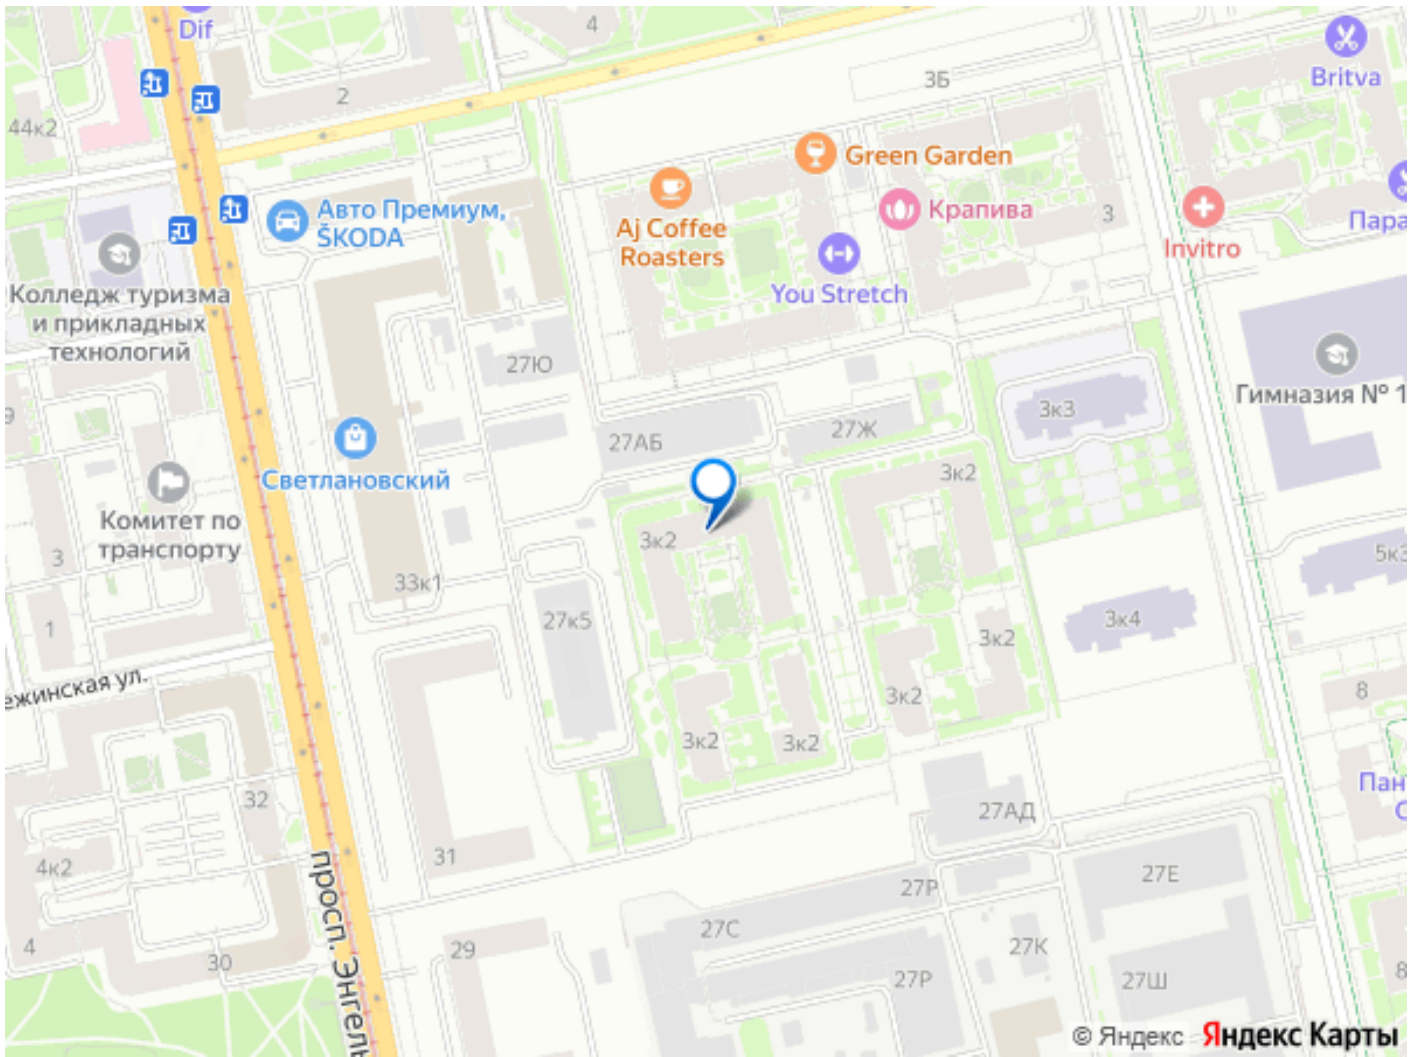 Dif
4
2
44к2
3Б
Britva
Green Garden
Aj Coffee
Roasters
Крапива
3
Авто Премиум,
ŠKODA
Invitro
Пара
You Stretch
Колледж туризма
и прикладных
технологий
27Ю
Гимназия № 1
3к3
9
27АБ
27Ж
Светлановский
3к2
Комитет по
транспорту
3к2
3
33к1
5к3
27к5
1
3к4
3к2
ежинская ул.
8
3к2
3к2
3к2
Пан
С
32
27АД
31
4к2
27Е
27Р
просп. Энгель
27С
4
29
27К
30
27Р
27Ш
8
© Яндекс Яндекс Карты